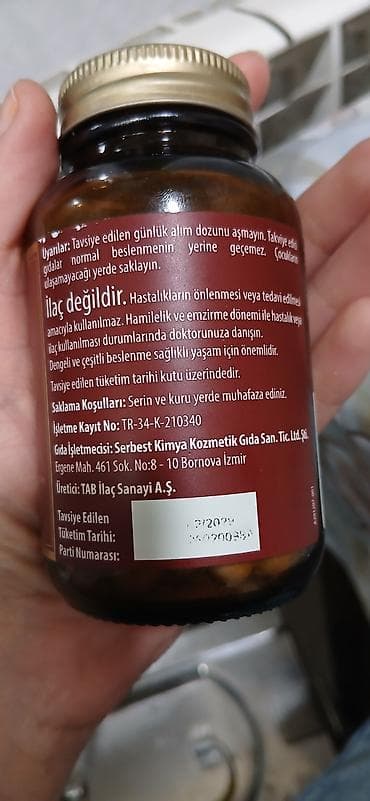 Uyarılar: Tavsiye edilen günlük alım dozunu aşmayın. Takviye edici
gıdalar normal beslenmenin yerine geçemez. Çocukların
ulaşamayacağı yerde saklayın.
İlaç değildir. Hastalıkların önlenmesi veya tedavi edilmesi
amacıyla kullanılmaz. Hamilelik ve emzirme dönemi ile hastalık veya
ilaç kullanılması durumlarında doktorunuza danışın.
Dengeli ve çeşitli beslenme sağlıklı yaşam için önemlidir.
Tavsiye edilen tüketim tarihi kutu üzerindedir.
Saklama Koşulları: Serin ve kuru yerde muhafaza ediniz.
İşletme Kayıt No: TR-34-K-210340
Gıda İşletmecisi: Serbest Kimya Kozmetik Gıda San. Tic. Ltd. Şti.
Ergene Mah. 461 Sok. No:8 - 10 Bornova İzmir
Üretici: TAB İlaç Sanayi A.Ş.
Tavsiye Edilen
Tüketim Tarihi:
Parti Numarası: